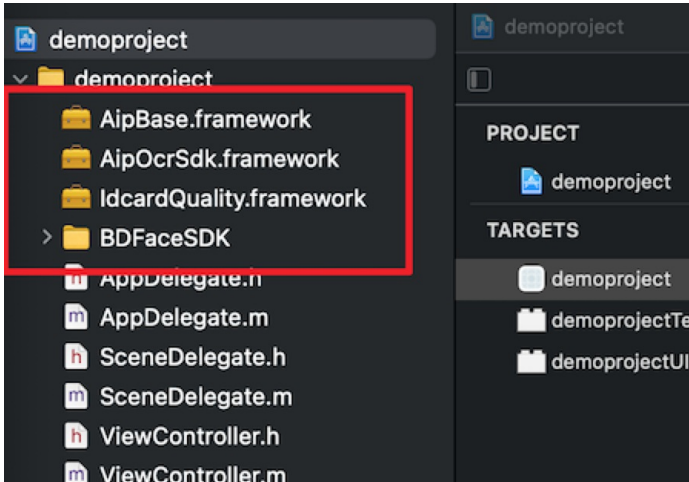 demoproject
demoproject
AipBase.framework
AipOcrSdk.framework
IdcardQuality.framework
BDFaceSDK
AppDelegate.h
AppDelegate.m
SceneDelegate.h
SceneDelegate.m
ViewController.h
ViewController.m
demoproject
PROJECT
demoproject
TARGETS
demoproject
demoprojectTe
demoprojectUI